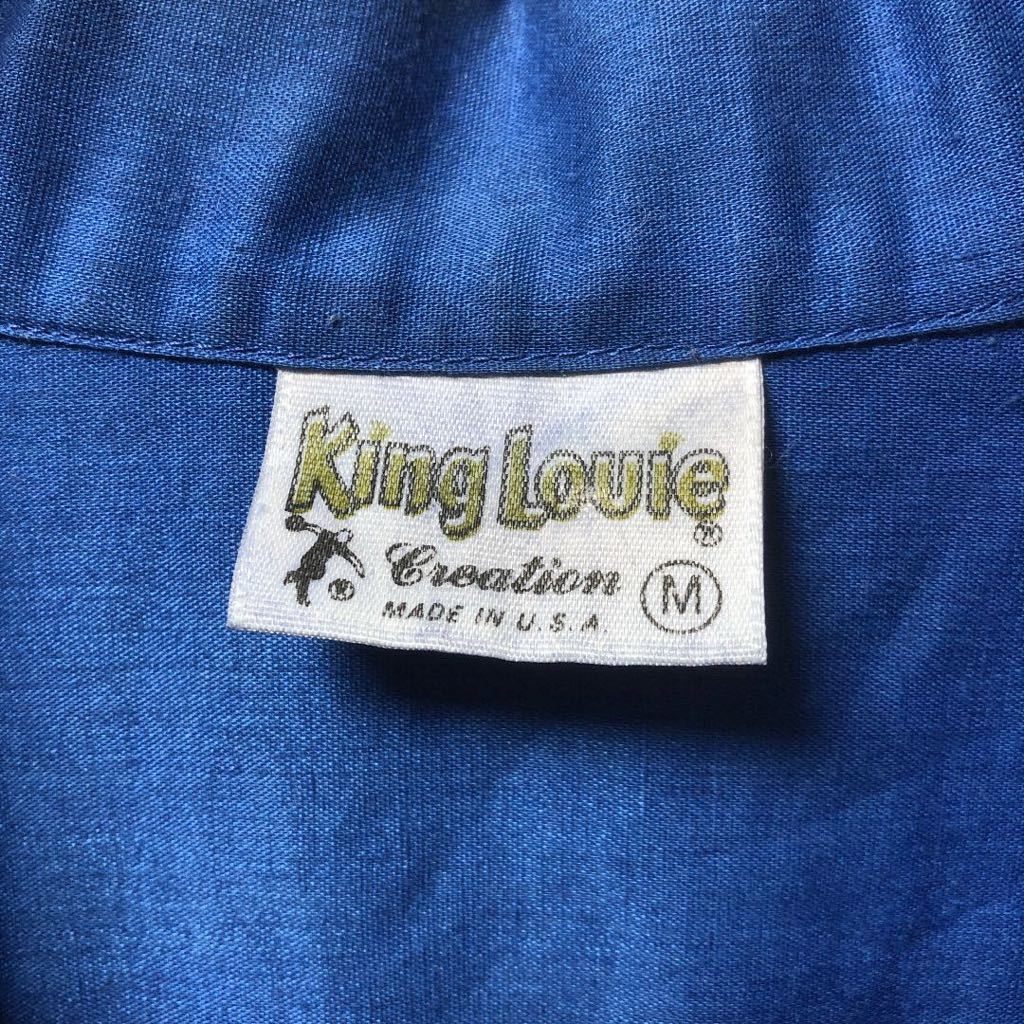 King Louie ®
Creation M
MADE IN U.S.A.